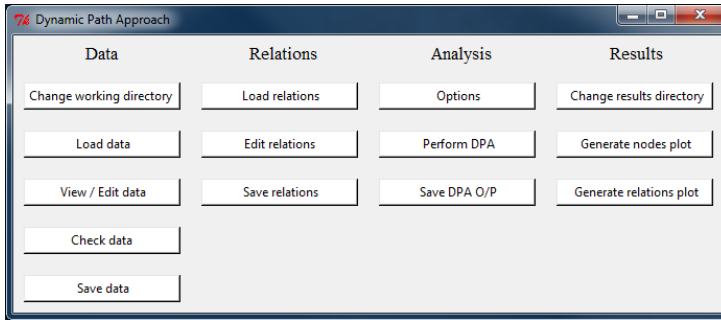 Dynamic Path Approach
Data Relations Analysis Results
Change working directory Load relations Options Change results directory
Load data Edit relations Perform DPA Generate nodes plot
View / Edit data Save relations Save DPA O/P Generate relations plot
Check data
Save data